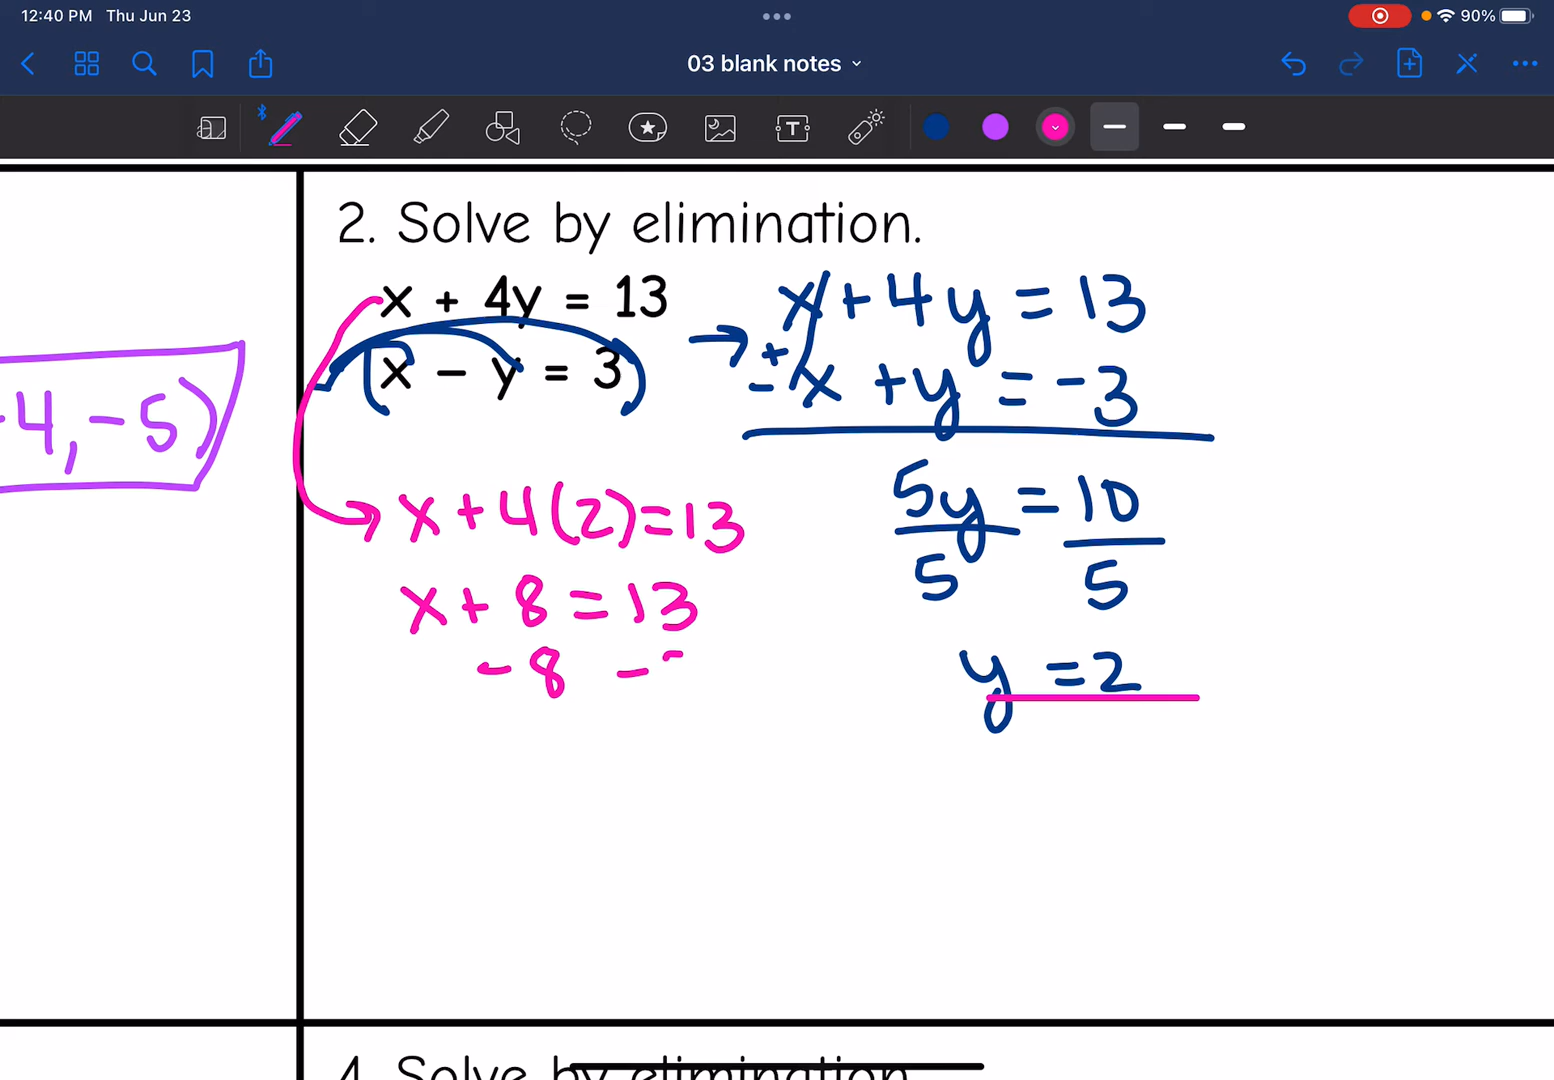 12:40 PM Thu Jun 23
90%
03 blank notes
T
2. Solve by elimination.
x + 4y = 13
-(x − y = 3)
→ x + 4y = 13
+ -x + y = -3
5y = 10
5 5
y = 2
x + 4(2) = 13
x + 8 = 13
-8 -
4, -5)
4. Solve by elimination.